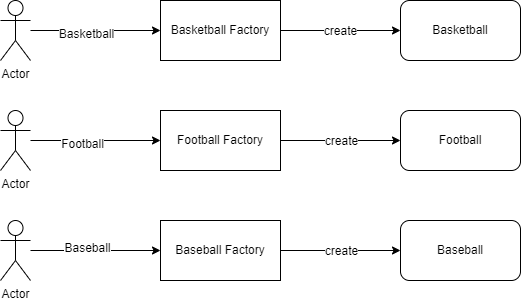 Basketball
Basketball Factory
create
Basketball
Actor
Football
Football Factory
create
Football
Actor
Baseball
Baseball Factory
create
Baseball
Actor